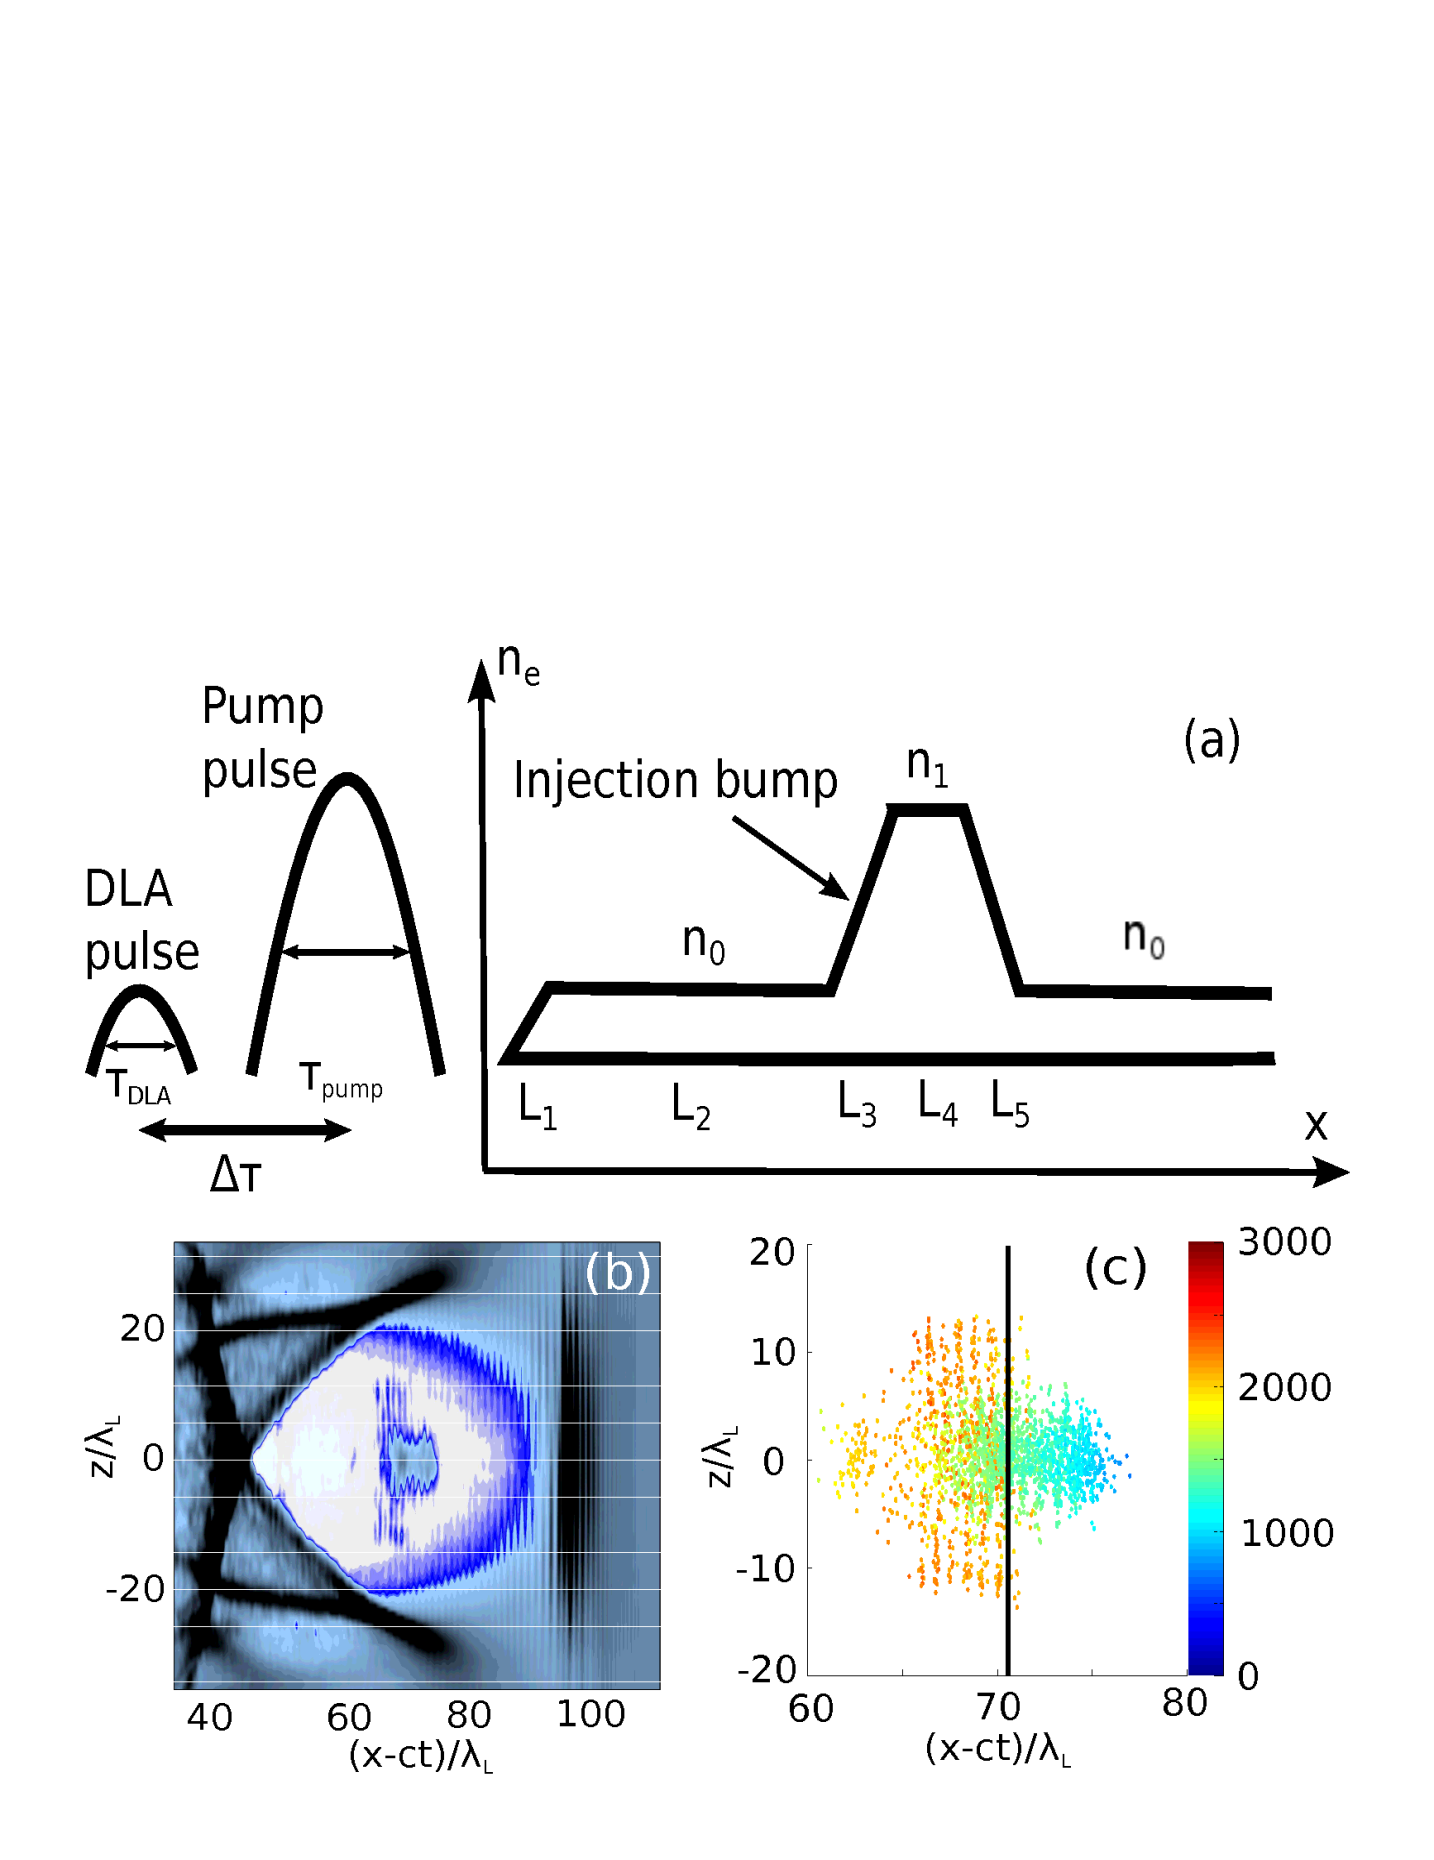 n_e
Pump
pulse
(a)
n_1
Injection bump
DLA
pulse
n_0
n_0
τ_DLA
τ_pump
L_1
L_2
L_3
L_4
L_5
x
Δτ
(b)
20
0
-20
z/λ_L
40
60
80
100
(x-ct)/λ_L
(c)
20
10
0
-10
-20
z/λ_L
60
70
80
(x-ct)/λ_L
3000
2000
1000
0